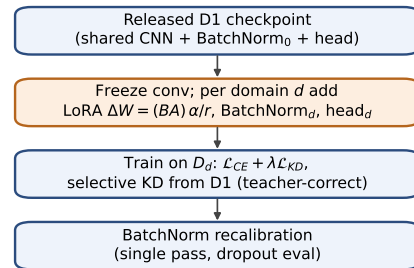 Released D1 checkpoint
(shared CNN + BatchNorm₀ + head)
Freeze conv; per domain d add
LoRA ΔW = (BA) α/r, BatchNorm_d, head_d
Train on D_d: ℒ_CE + λℒ_KD,
selective KD from D1 (teacher-correct)
BatchNorm recalibration
(single pass, dropout eval)